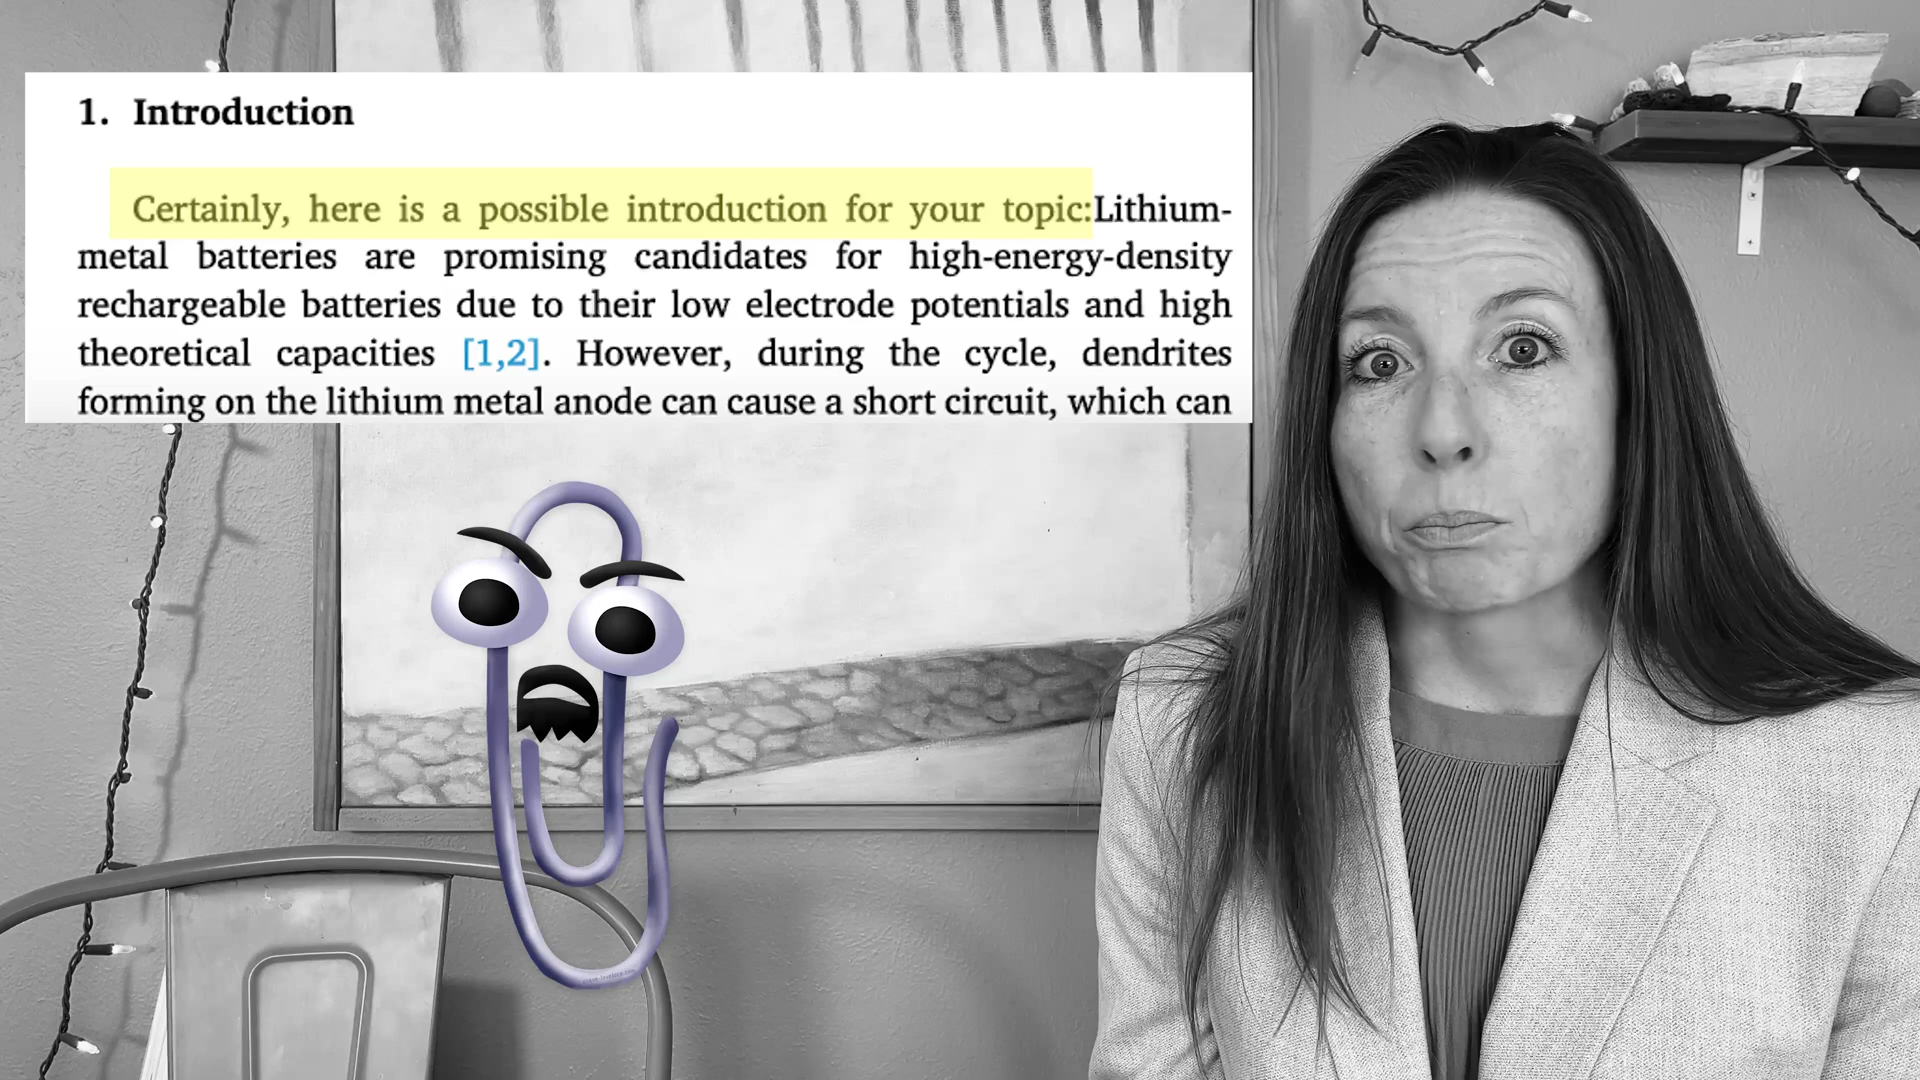 1. Introduction
Certainly, here is a possible introduction for your topic:Lithium-
metal batteries are promising candidates for high-energy-density
rechargeable batteries due to their low electrode potentials and high
theoretical capacities [1,2]. However, during the cycle, dendrites
forming on the lithium metal anode can cause a short circuit, which can